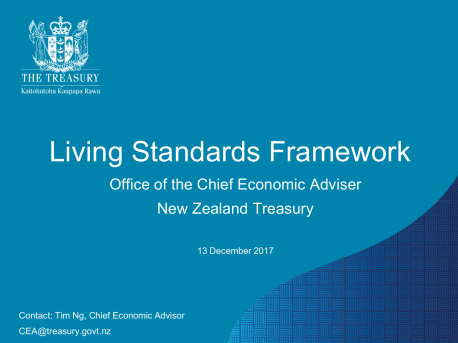 THE TREASURY
Kaitohutohu Kaupapa Rawa
Living Standards Framework
Office of the Chief Economic Adviser
New Zealand Treasury
13 December 2017
Contact: Tim Ng, Chief Economic Advisor
CEA@treasury.govt.nz